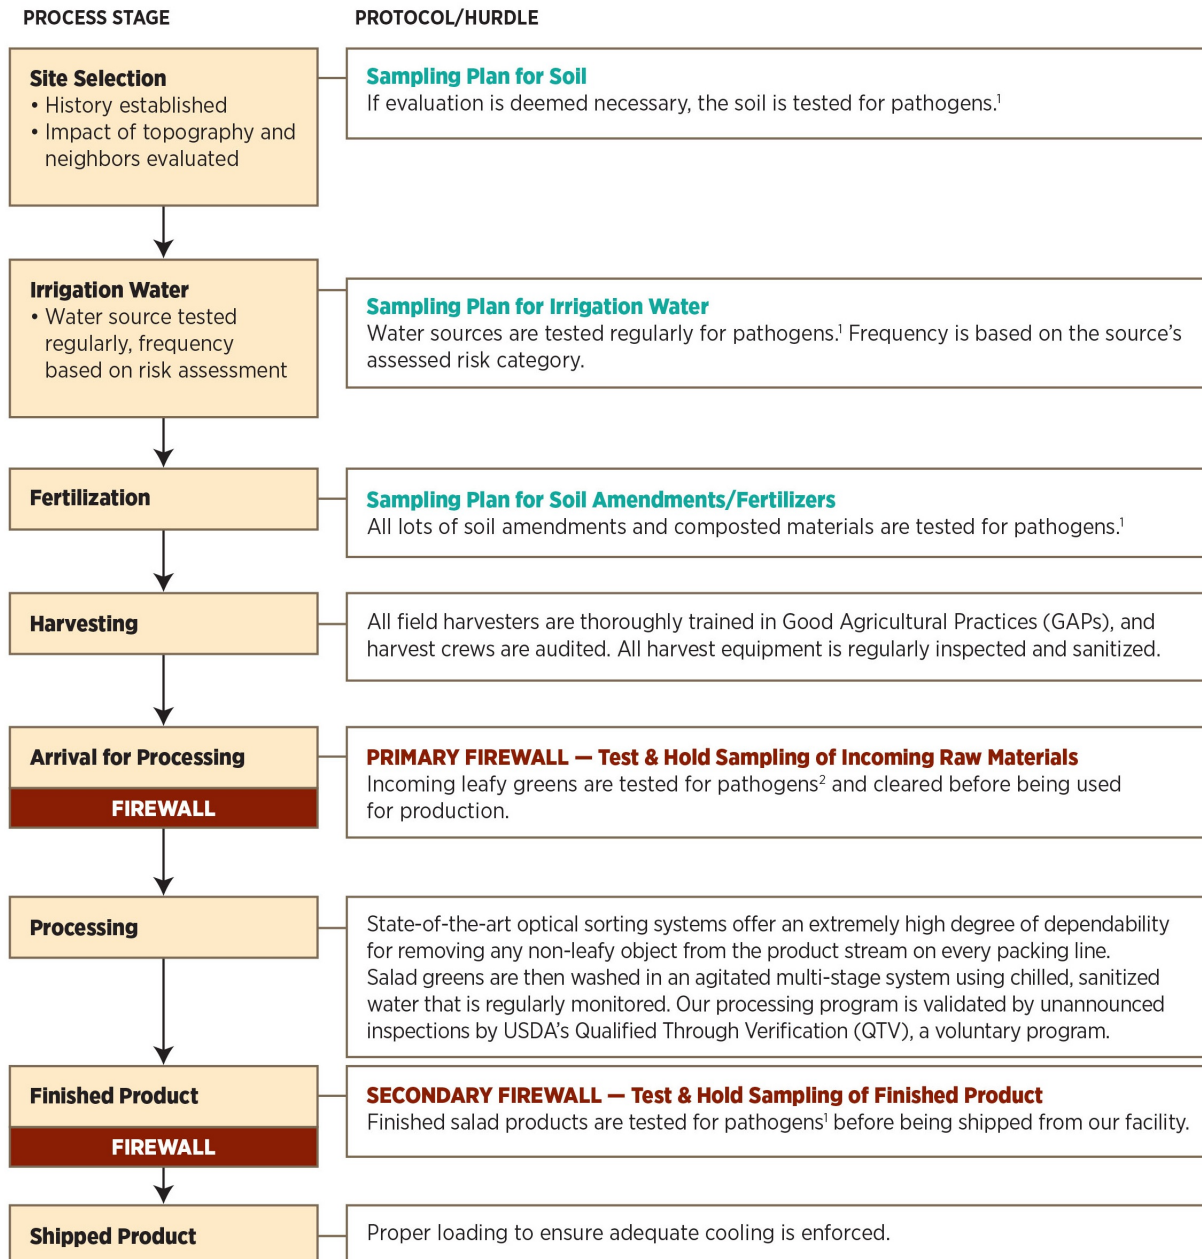 PROCESS STAGE
PROTOCOL/HURDLE
Site Selection
• History established
• Impact of topography and
neighbors evaluated
Sampling Plan for Soil
If evaluation is deemed necessary, the soil is tested for pathogens.¹
Irrigation Water
• Water source tested
regularly, frequency
based on risk assessment
Sampling Plan for Irrigation Water
Water sources are tested regularly for pathogens.¹ Frequency is based on the source’s
assessed risk category.
Fertilization
Sampling Plan for Soil Amendments/Fertilizers
All lots of soil amendments and composted materials are tested for pathogens.¹
Harvesting
All field harvesters are thoroughly trained in Good Agricultural Practices (GAPs), and
harvest crews are audited. All harvest equipment is regularly inspected and sanitized.
Arrival for Processing
FIREWALL
PRIMARY FIREWALL — Test & Hold Sampling of Incoming Raw Materials
Incoming leafy greens are tested for pathogens² and cleared before being used
for production.
Processing
State-of-the-art optical sorting systems offer an extremely high degree of dependability
for removing any non-leafy object from the product stream on every packing line.
Salad greens are then washed in an agitated multi-stage system using chilled, sanitized
water that is regularly monitored. Our processing program is validated by unannounced
inspections by USDA’s Qualified Through Verification (QTV), a voluntary program.
Finished Product
FIREWALL
SECONDARY FIREWALL — Test & Hold Sampling of Finished Product
Finished salad products are tested for pathogens¹ before being shipped from our facility.
Shipped Product
Proper loading to ensure adequate cooling is enforced.